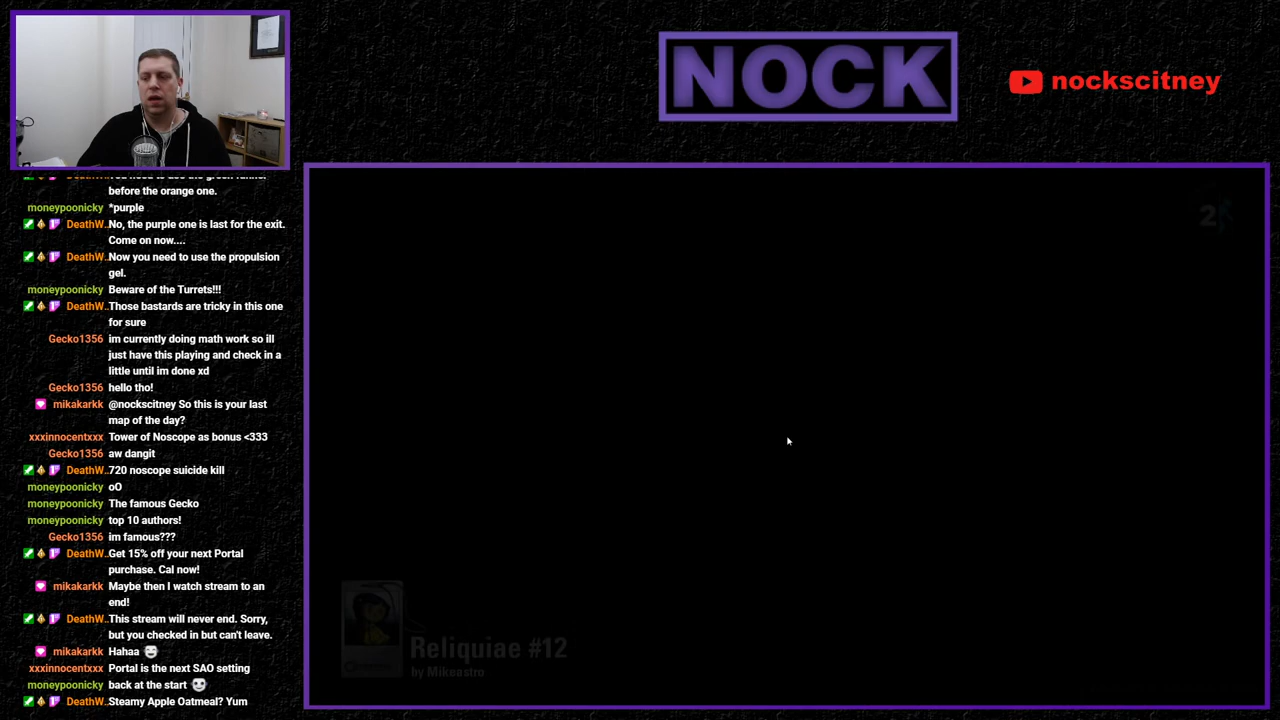 NOCK
nockscitney
before the orange one.
moneypoonicky *purple
DeathW.. No, the purple one is last for the exit.
Come on now....
DeathW.. Now you need to use the propulsion
gel.
moneypoonicky Beware of the Turrets!!!
DeathW.. Those bastards are tricky in this one
for sure
Gecko1356 im currently doing math work so ill
just have this playing and check in a
little until im done xd
Gecko1356 hello tho!
mikakarkk @nockscitney So this is your last
map of the day?
xxxinnocentxxx Tower of Noscope as bonus <333
Gecko1356 aw dangit
DeathW.. 720 noscope suicide kill
moneypoonicky oO
moneypoonicky The famous Gecko
moneypoonicky top 10 authors!
Gecko1356 im famous???
DeathW.. Get 15% off your next Portal
purchase. Cal now!
mikakarkk Maybe then I watch stream to an
end!
DeathW.. This stream will never end. Sorry,
but you checked in but can't leave.
mikakarkk Hahaa
xxxinnocentxxx Portal is the next SAO setting
moneypoonicky back at the start
DeathW.. Steamy Apple Oatmeal? Yum
2
Reliquiae #12
by Mikeastro